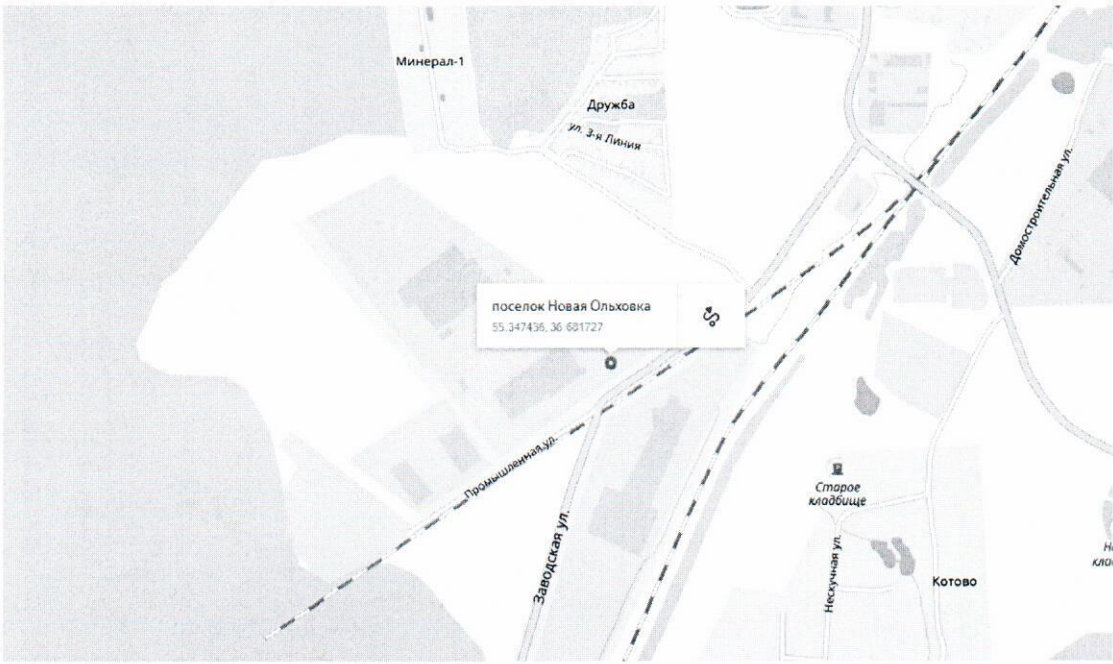 Минерал-1
Дружба
ул. 3-я Линия
Домостроительная ул.
поселок Новая Ольховка
55.347436, 36.681727
Промышленная ул.
Заводская ул.
Старое
кладбище
Нескучная ул.
Котово